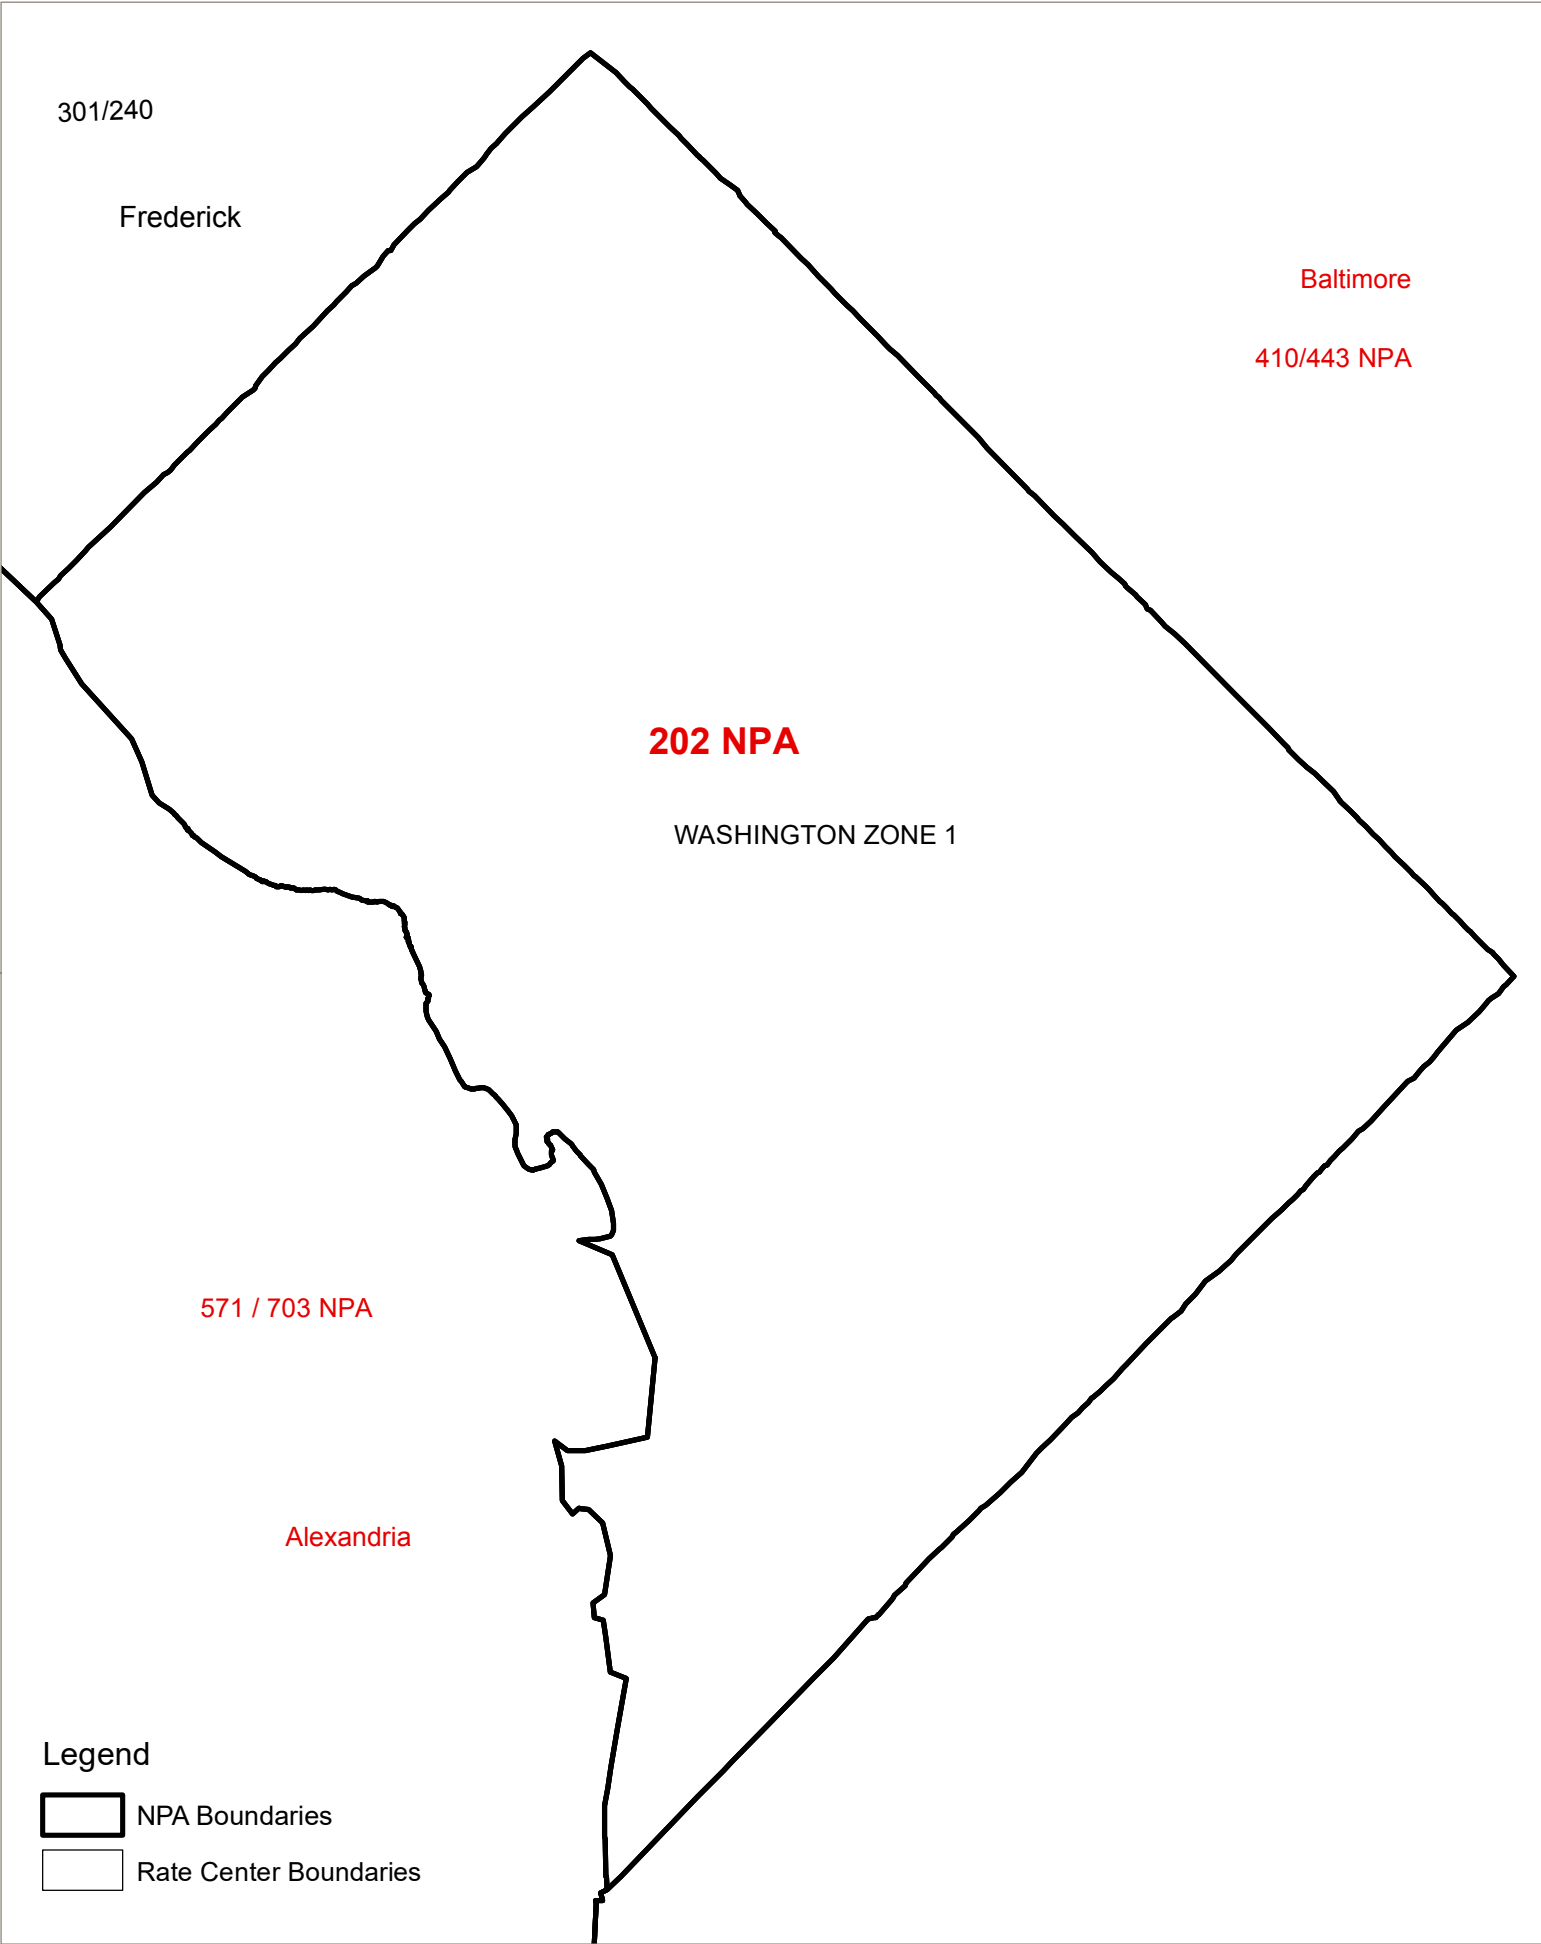 301/240
Frederick
Baltimore
410/443 NPA
202 NPA
WASHINGTON ZONE 1
571 / 703 NPA
Alexandria
Legend
NPA Boundaries
Rate Center Boundaries